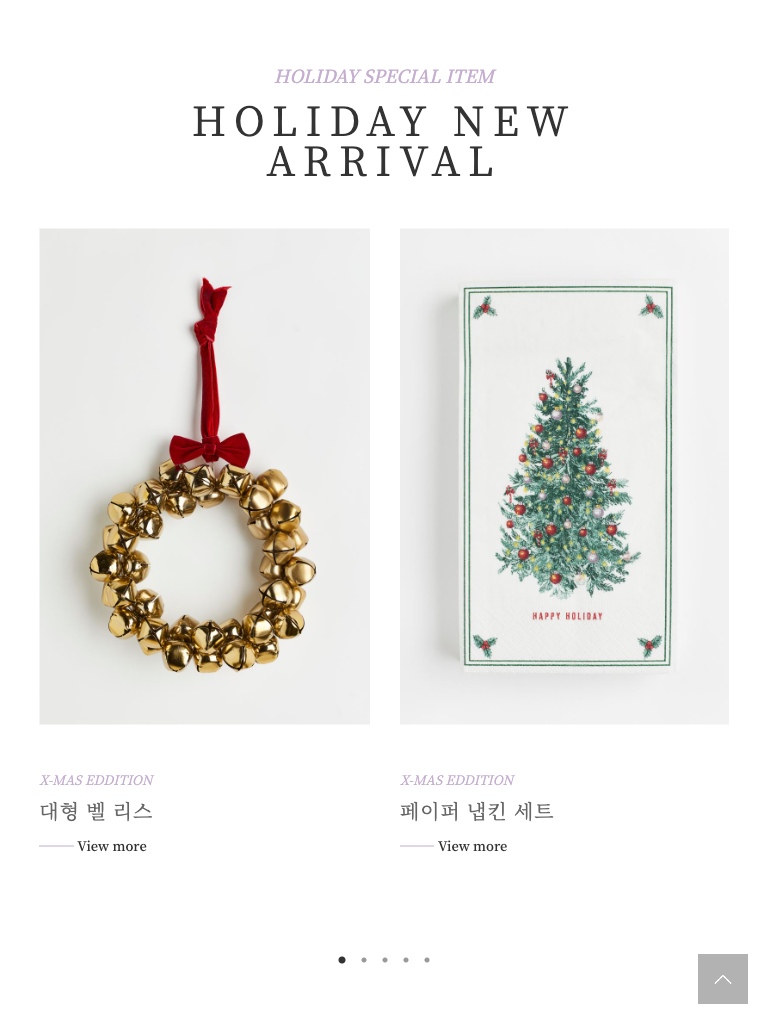 HOLIDAY SPECIAL ITEM
HOLIDAY NEW
ARRIVAL
HAPPY HOLIDAY
X-MAS EDDITION
대형 벨 리스
View more
X-MAS EDDITION
페이퍼 냅킨 세트
View more